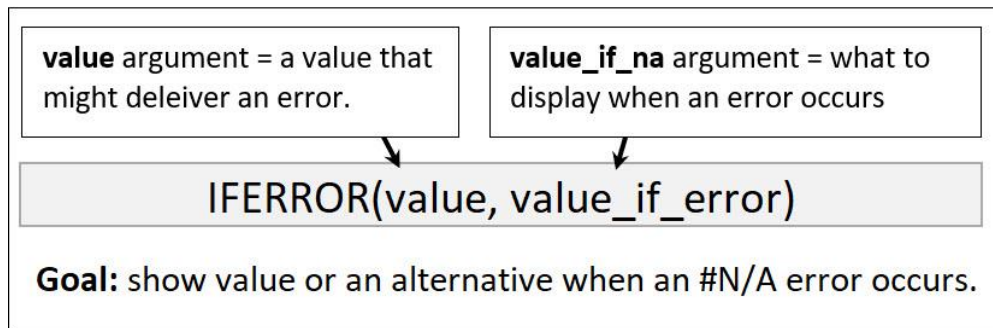 value argument = a value that
might deleiver an error.
value_if_na argument = what to
display when an error occurs
IFERROR(value, value_if_error)
Goal: show value or an alternative when an #N/A error occurs.